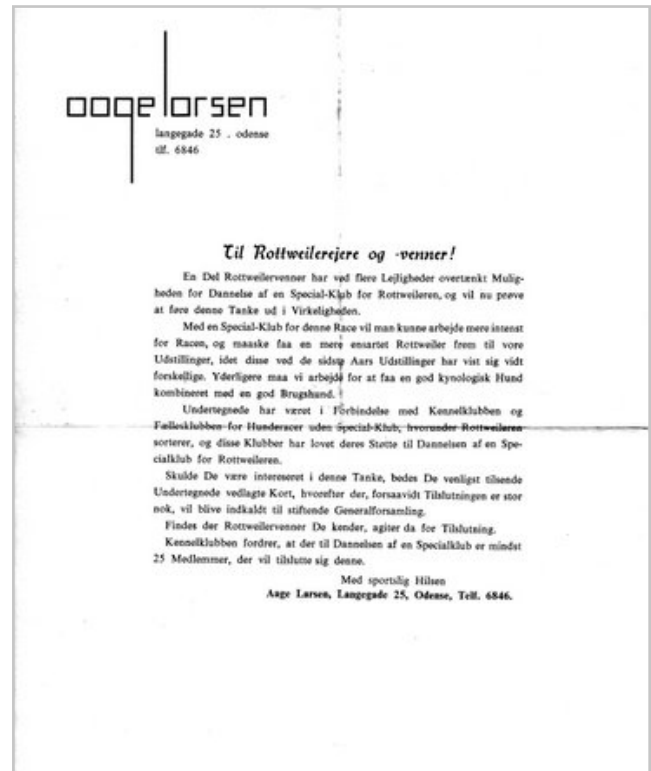 aage larsen
langegade 25 . odense
tlf. 6846
Til Rottweilerejere og -venner!
En Del Rottweilervenner har ved flere Lejligheder overtænkt Mulig-
heden for Dannelse af en Special-Klub for Rottweileren, og vil nu prøve
at føre denne Tanke ud i Virkeligheden.
Med en Special-Klub for denne Race vil man kunne arbejde mere intenst
for Racen, og maaske faa en mere ensartet Rottweiler frem til vore
Udstillinger, idet disse ved de sidste Aars Udstillinger har vist sig vidt
forskellige. Yderligere maa vi arbejde for at faa en god kynologisk Hund
kombineret med en god Brugshund.
Undertegnede har været i Forbindelse med Kennelklubben og
Fællesklubben for Hunderacer uden Special-Klub, hvorunder Rottweileren
sorterer, og disse Klubber har lovet deres Støtte til Dannelsen af en Spe-
cialklub for Rottweileren.
Skulde De være interesseret i denne Tanke, bedes De venligst tilsende
Undertegnede vedlagte Kort, hvorefter der, forsaavidt Tilslutningen er stor
nok, vil blive indkaldt til stiftende Generalforsamling.
Findes der Rottweilervenner De kender, agiter da for Tilslutning.
Kennelklubben fordrer, at der til Dannelsen af en Specialklub er mindst
25 Medlemmer, der vil tilslutte sig denne.
Med sportslig Hilsen
Aage Larsen, Langegade 25, Odense, Telf. 6846.